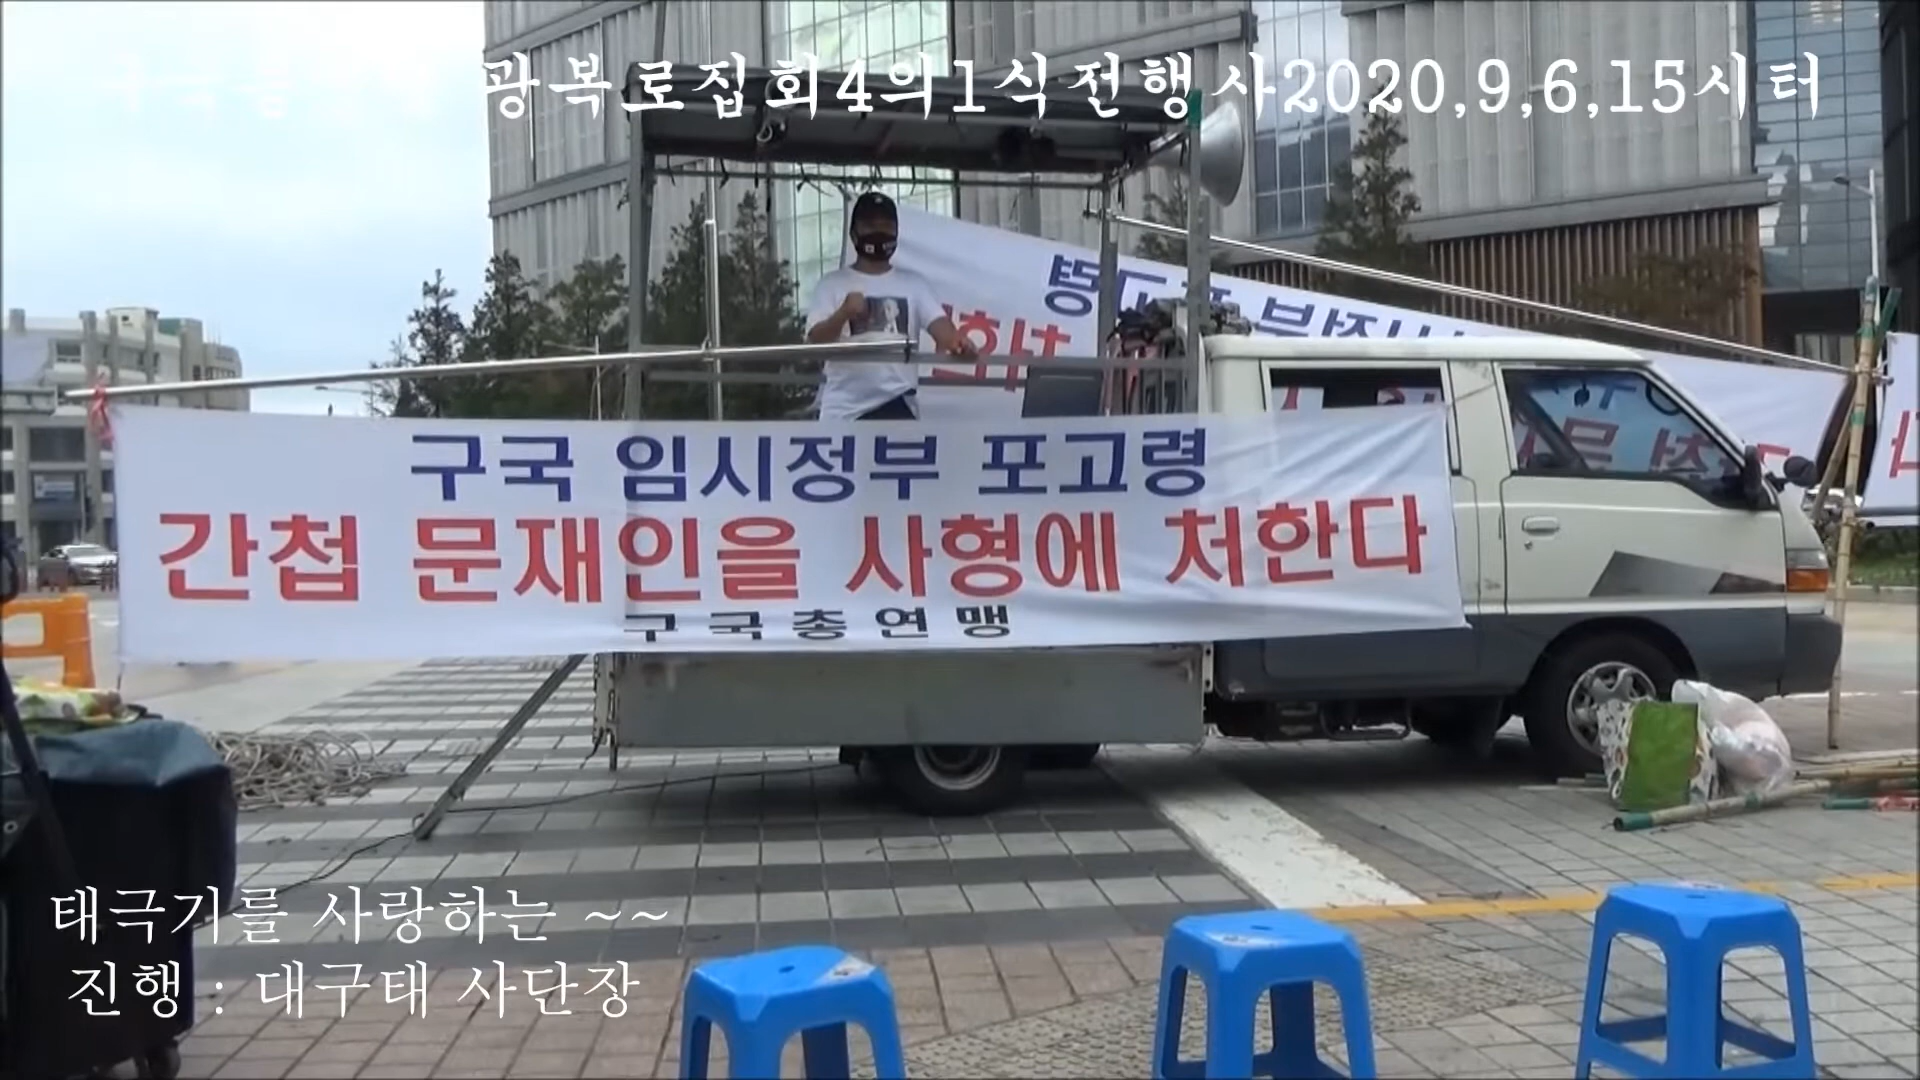 광복로집회4의1식전행사2020,9,6,15시터
구국 임시정부 포고령
간첩 문재인을 사형에 처한다
구국총연맹
태극기를 사랑하는 ~~
진행 : 대구태 사단장